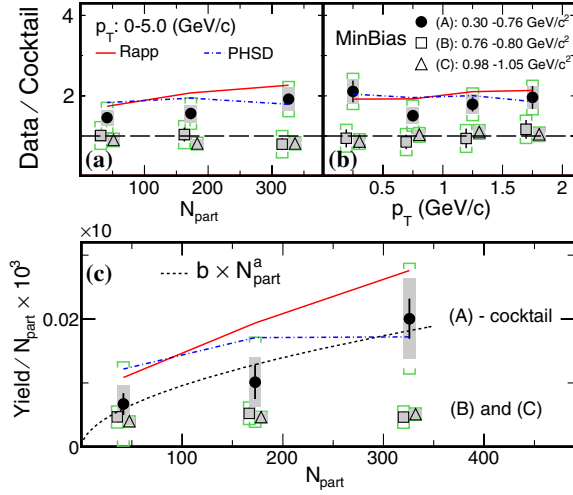 Data / Cocktail
4
2
0
p_T: 0-5.0 (GeV/c)
Rapp
PHSD
(a)
100
200
300
N_part
MinBias
(A): 0.30 -0.76 GeV/c²
(B): 0.76 -0.80 GeV/c²
(C): 0.98 -1.05 GeV/c²
(b)
0.5
1
1.5
2
p_T (GeV/c)
×10
(c)
b × N_part^a
(A) - cocktail
(B) and (C)
Yield/ N_part × 10³
0.02
0
0
100
200
300
400
500
N_part